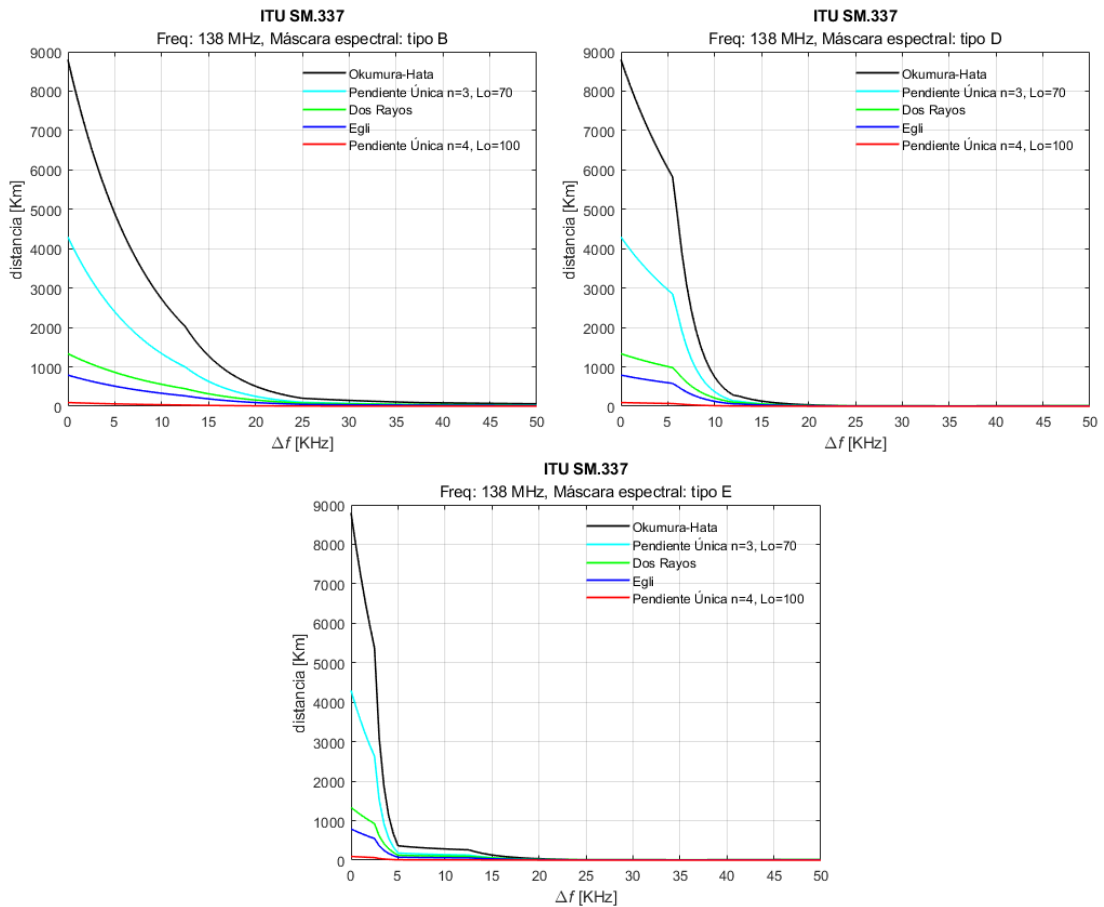 ITU SM.337
Freq: 138 MHz, Máscara espectral: tipo B
9000
8000
7000
6000
5000
4000
3000
2000
1000
0
distancia [Km]
Okumura-Hata
Pendiente Única n=3, Lo=70
Dos Rayos
Egli
Pendiente Única n=4, Lo=100
0 5 10 15 20 25 30 35 40 45 50
Δf [KHz]
ITU SM.337
Freq: 138 MHz, Máscara espectral: tipo D
9000
8000
7000
6000
5000
4000
3000
2000
1000
0
distancia [Km]
Okumura-Hata
Pendiente Única n=3, Lo=70
Dos Rayos
Egli
Pendiente Única n=4, Lo=100
0 5 10 15 20 25 30 35 40 45 50
Δf [KHz]
ITU SM.337
Freq: 138 MHz, Máscara espectral: tipo E
9000
8000
7000
6000
5000
4000
3000
2000
1000
0
distancia [Km]
Okumura-Hata
Pendiente Única n=3, Lo=70
Dos Rayos
Egli
Pendiente Única n=4, Lo=100
0 5 10 15 20 25 30 35 40 45 50
Δf [KHz]